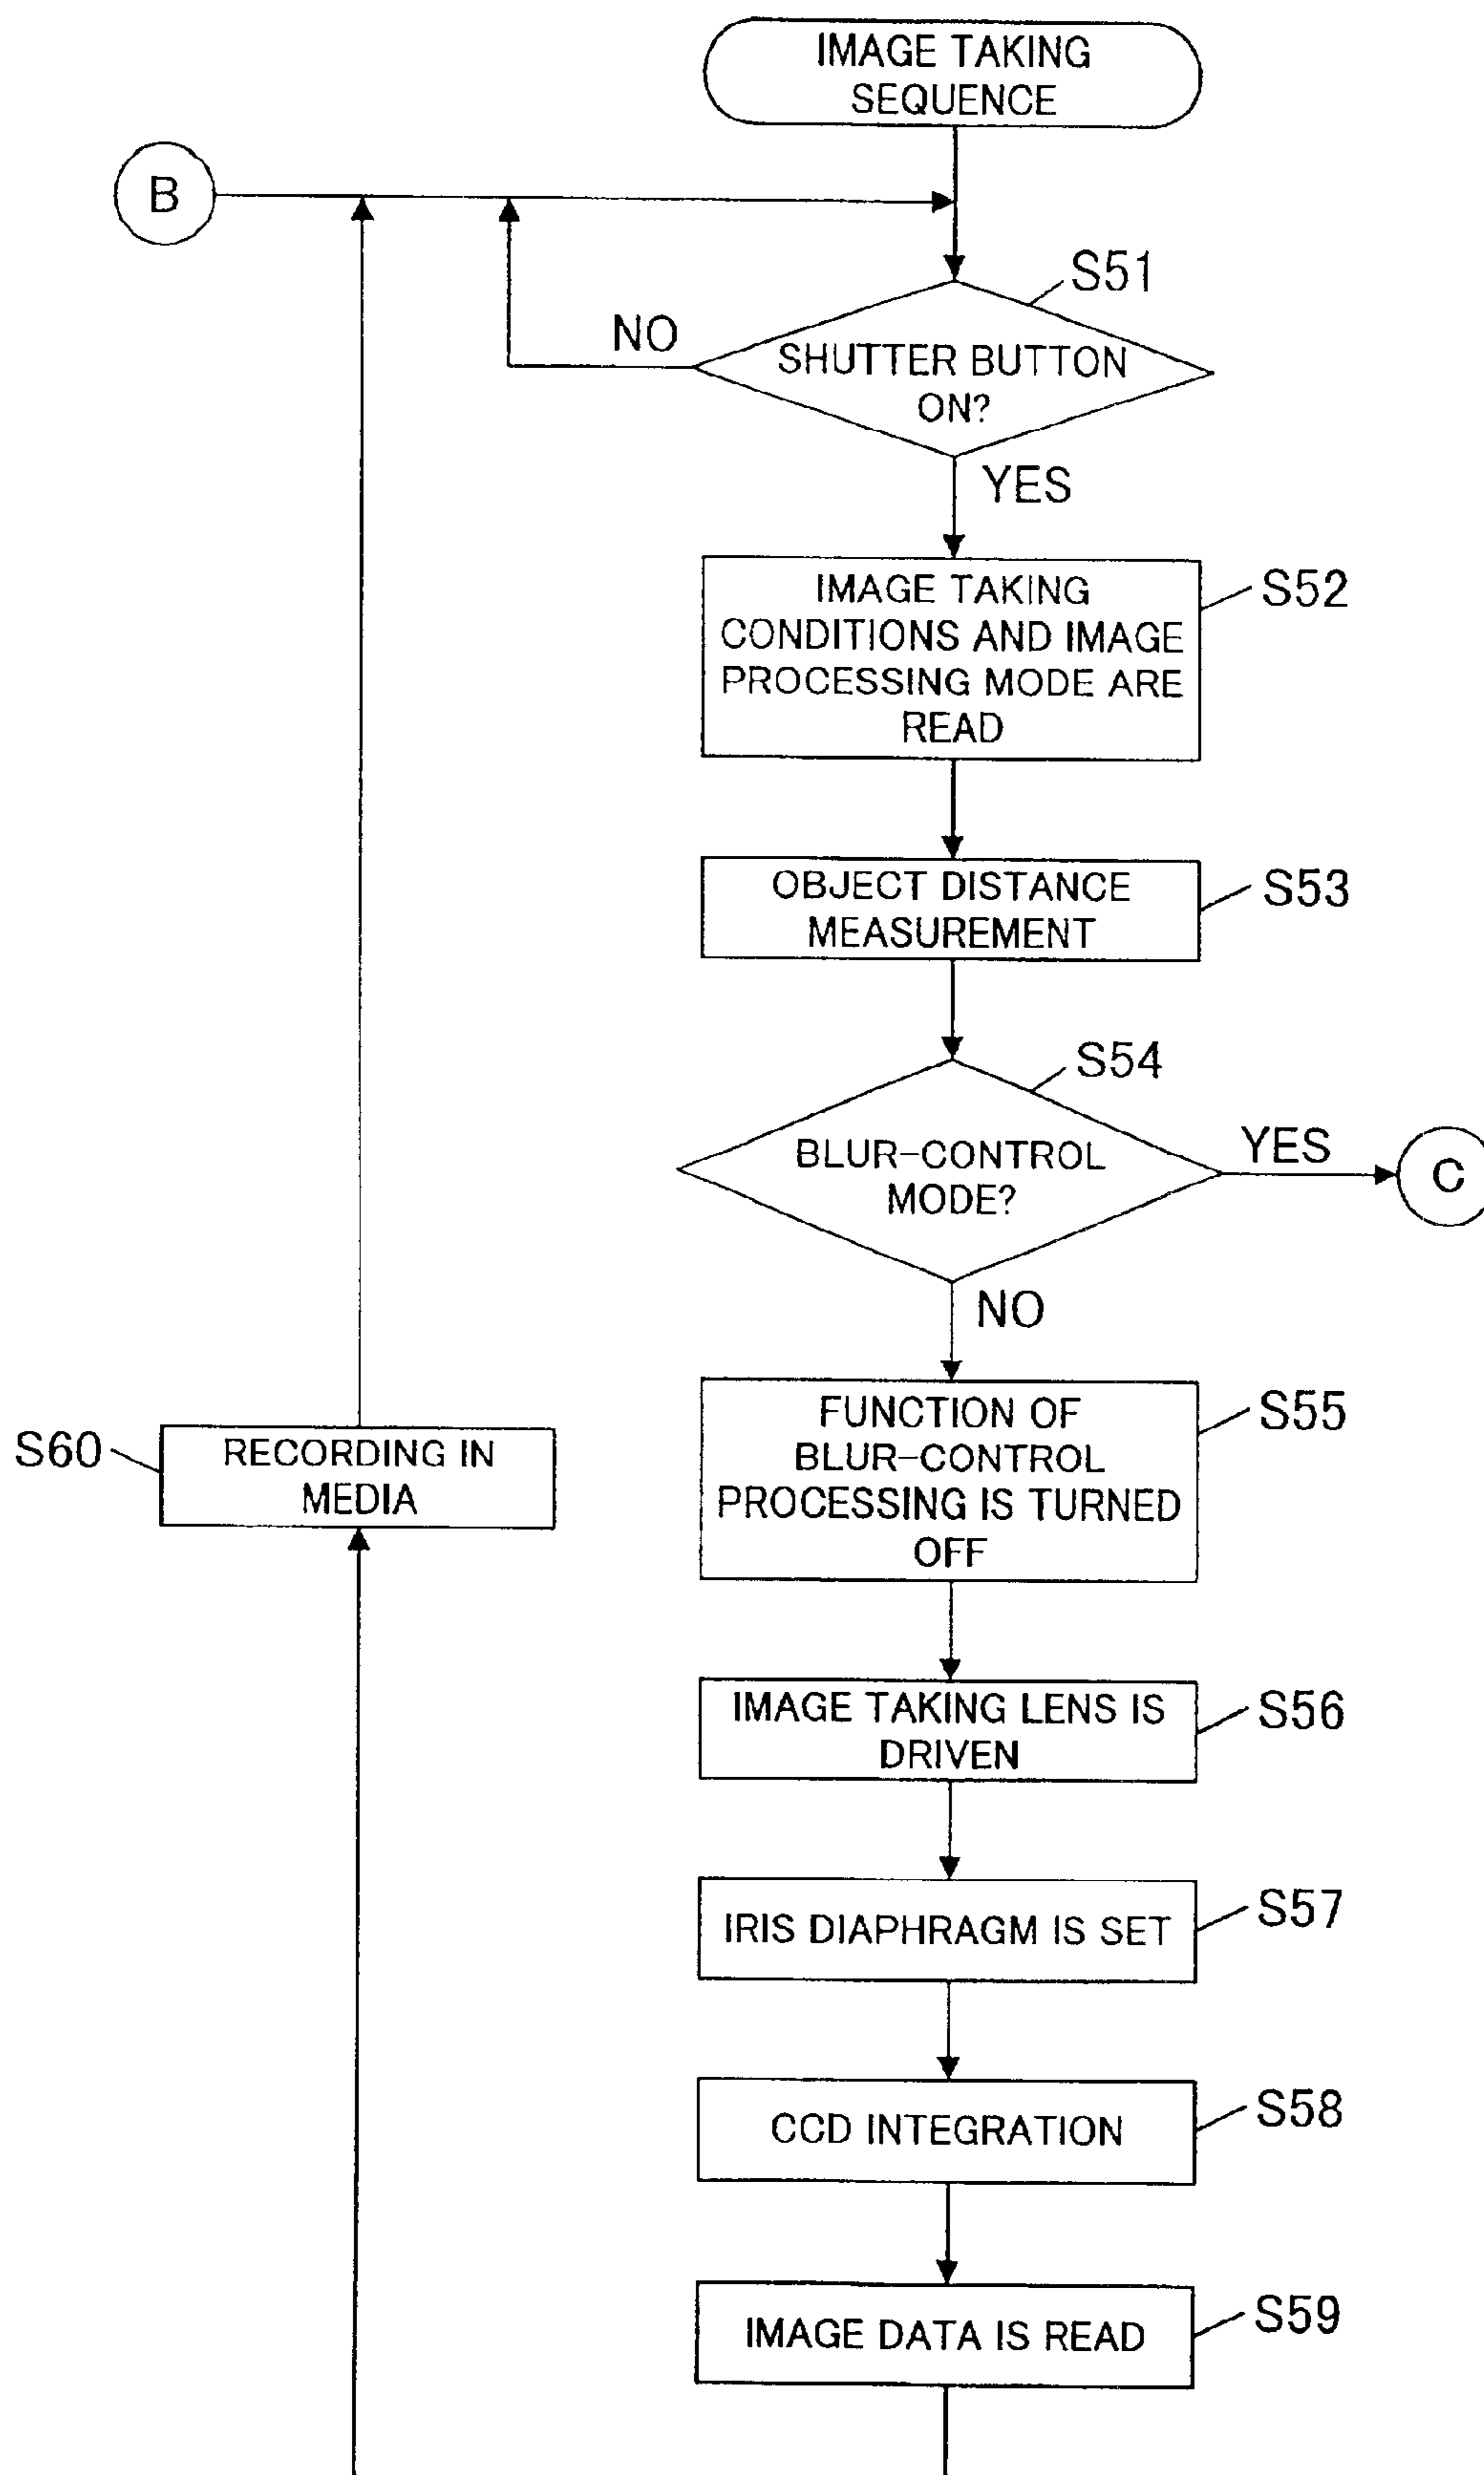 IMAGE TAKING
SEQUENCE
B
S51
NO
SHUTTER BUTTON
ON?
YES
IMAGE TAKING
CONDITIONS AND IMAGE
PROCESSING MODE ARE
READ
S52
OBJECT DISTANCE
MEASUREMENT
S53
S54
BLUR-CONTROL
MODE?
YES
C
NO
FUNCTION OF
BLUR-CONTROL
PROCESSING IS TURNED
OFF
S55
S60
RECORDING IN
MEDIA
IMAGE TAKING LENS IS
DRIVEN
S56
IRIS DIAPHRAGM IS SET
S57
CCD INTEGRATION
S58
IMAGE DATA IS READ
S59